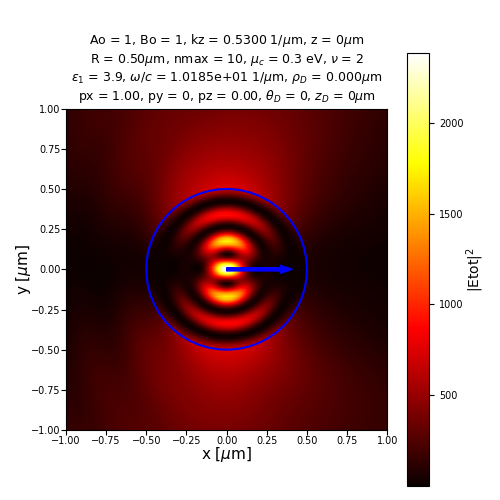 Ao = 1, Bo = 1, kz = 0.5300 1/μm, z = 0μm
R = 0.50μm, nmax = 10, μc = 0.3 eV, ν = 2
ε1 = 3.9, ω/c = 1.0185e+01 1/μm, ρD = 0.000μm
px = 1.00, py = 0, pz = 0.00, θD = 0, zD = 0μm
1.00
0.75
0.50
0.25
0.00
−0.25
−0.50
−0.75
−1.00
y [μm]
−1.00 −0.75 −0.50 −0.25 0.00 0.25 0.50 0.75 1.00
x [μm]
2000
1500
1000
500
|Etot|²